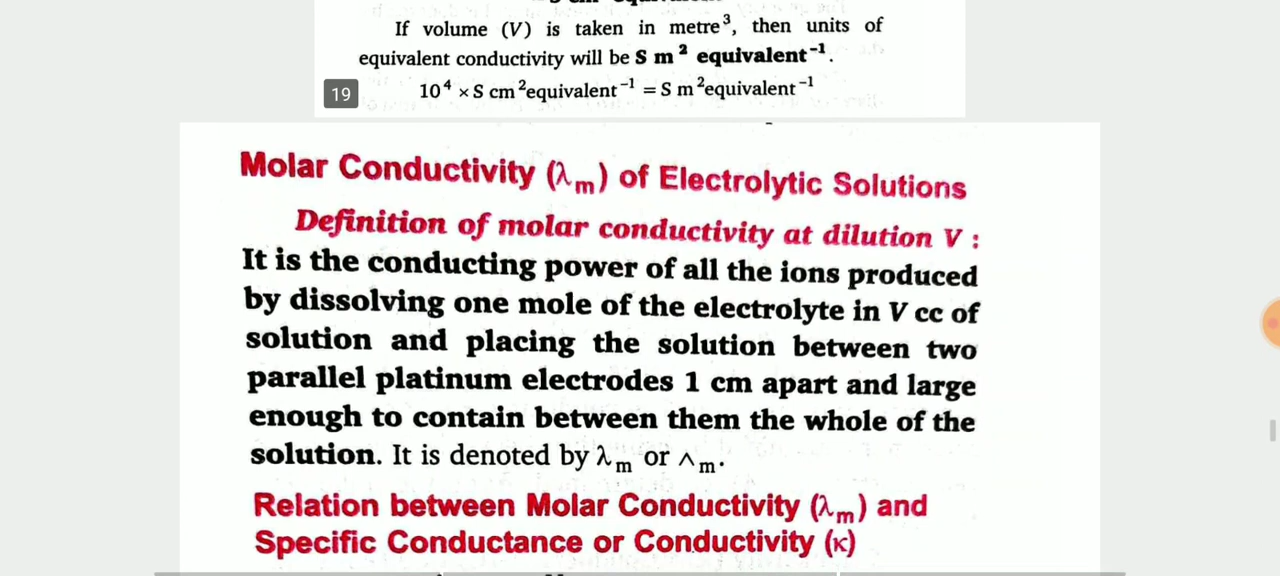 If volume (V) is taken in metre³, then units of
equivalent conductivity will be S m² equivalent⁻¹.
19
10⁴ × S cm² equivalent⁻¹ = S m² equivalent⁻¹
Molar Conductivity (λm) of Electrolytic Solutions
Definition of molar conductivity at dilution V :
It is the conducting power of all the ions produced
by dissolving one mole of the electrolyte in V cc of
solution and placing the solution between two
parallel platinum electrodes 1 cm apart and large
enough to contain between them the whole of the
solution. It is denoted by λm or ∧m.
Relation between Molar Conductivity (λm) and
Specific Conductance or Conductivity (κ)